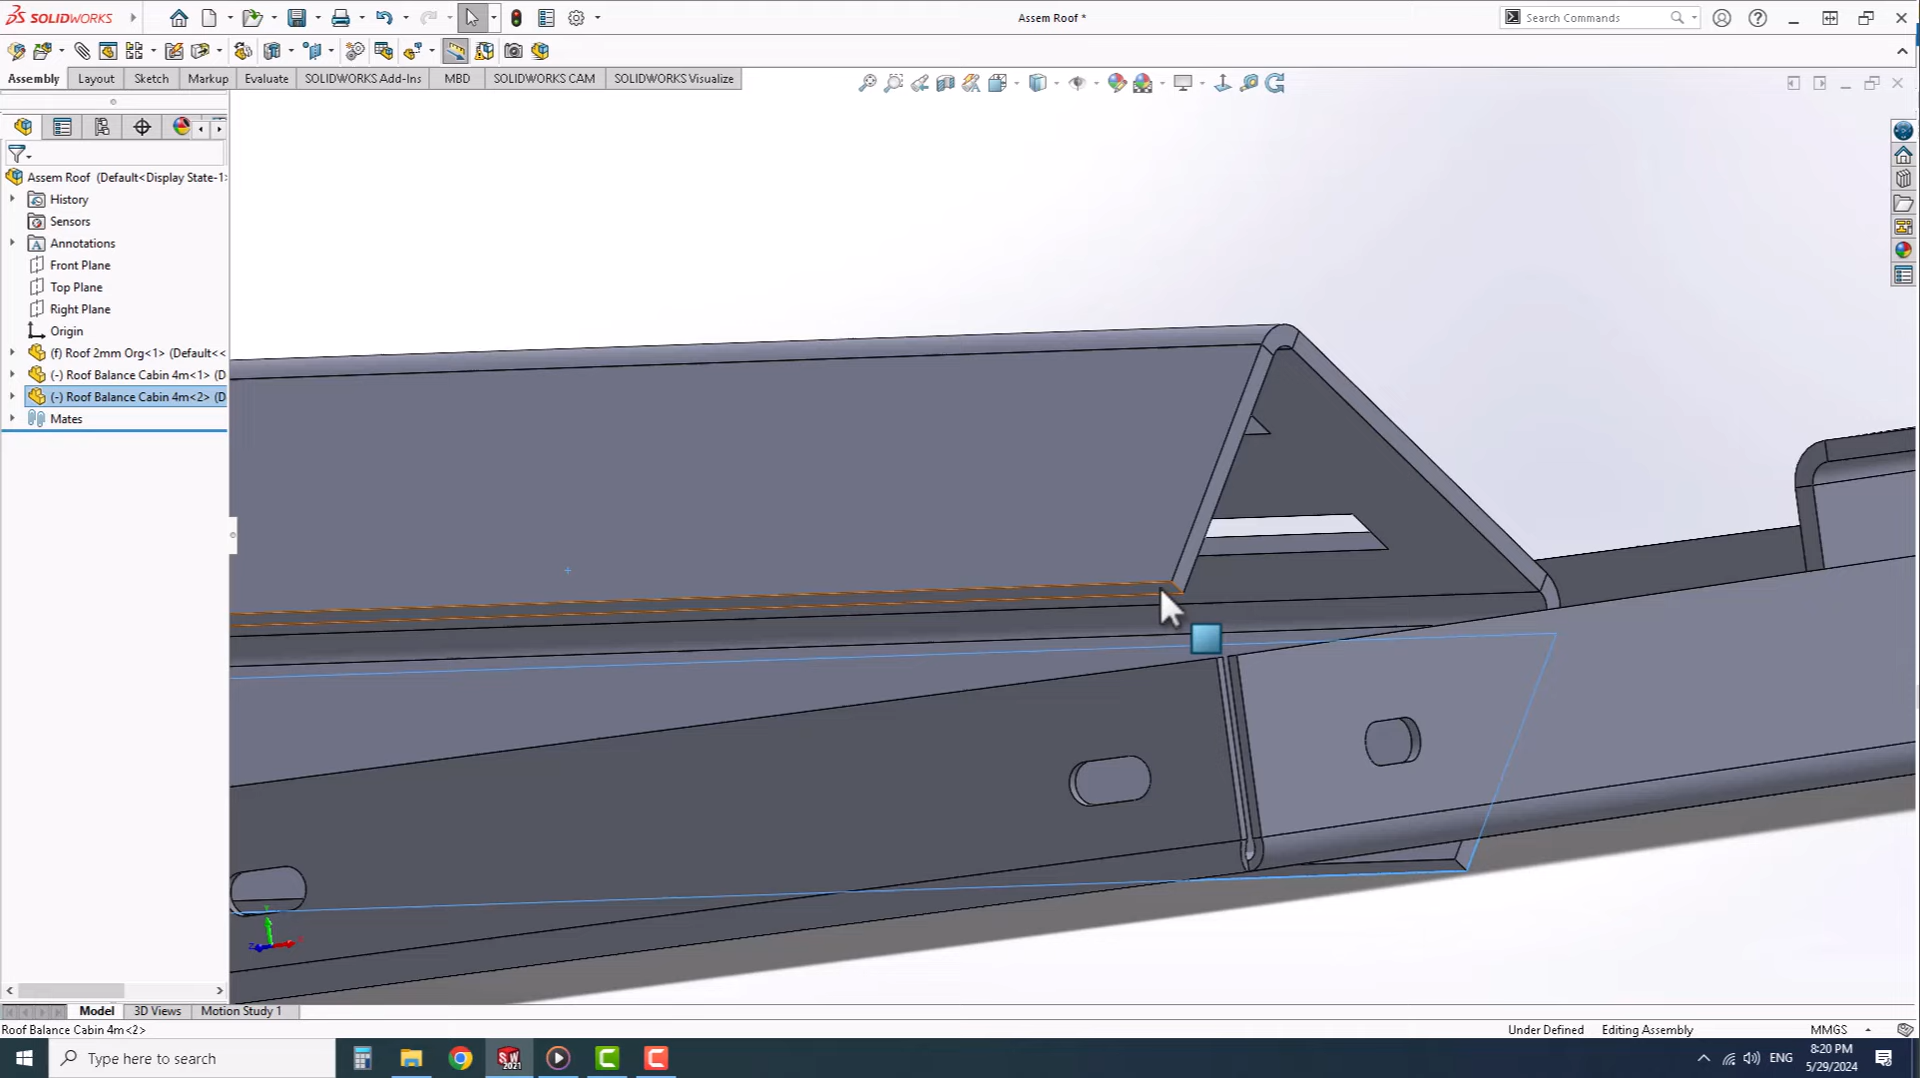 SOLIDWORKS
Assem Roof *
Search Commands
Assembly
Layout
Sketch
Markup
Evaluate
SOLIDWORKS Add-Ins
MBD
SOLIDWORKS CAM
SOLIDWORKS Visualize
Assem Roof (Default<Display State-1>
History
Sensors
Annotations
Front Plane
Top Plane
Right Plane
Origin
(f) Roof 2mm Org<1> (Default<<
(-) Roof Balance Cabin 4m<1> (D
(-) Roof Balance Cabin 4m<2> (D
Mates
Model
3D Views
Motion Study 1
Roof Balance Cabin 4m<2>
Under Defined
Editing Assembly
MMGS
Type here to search
SW
2021
ENG
8:20 PM
5/29/2024